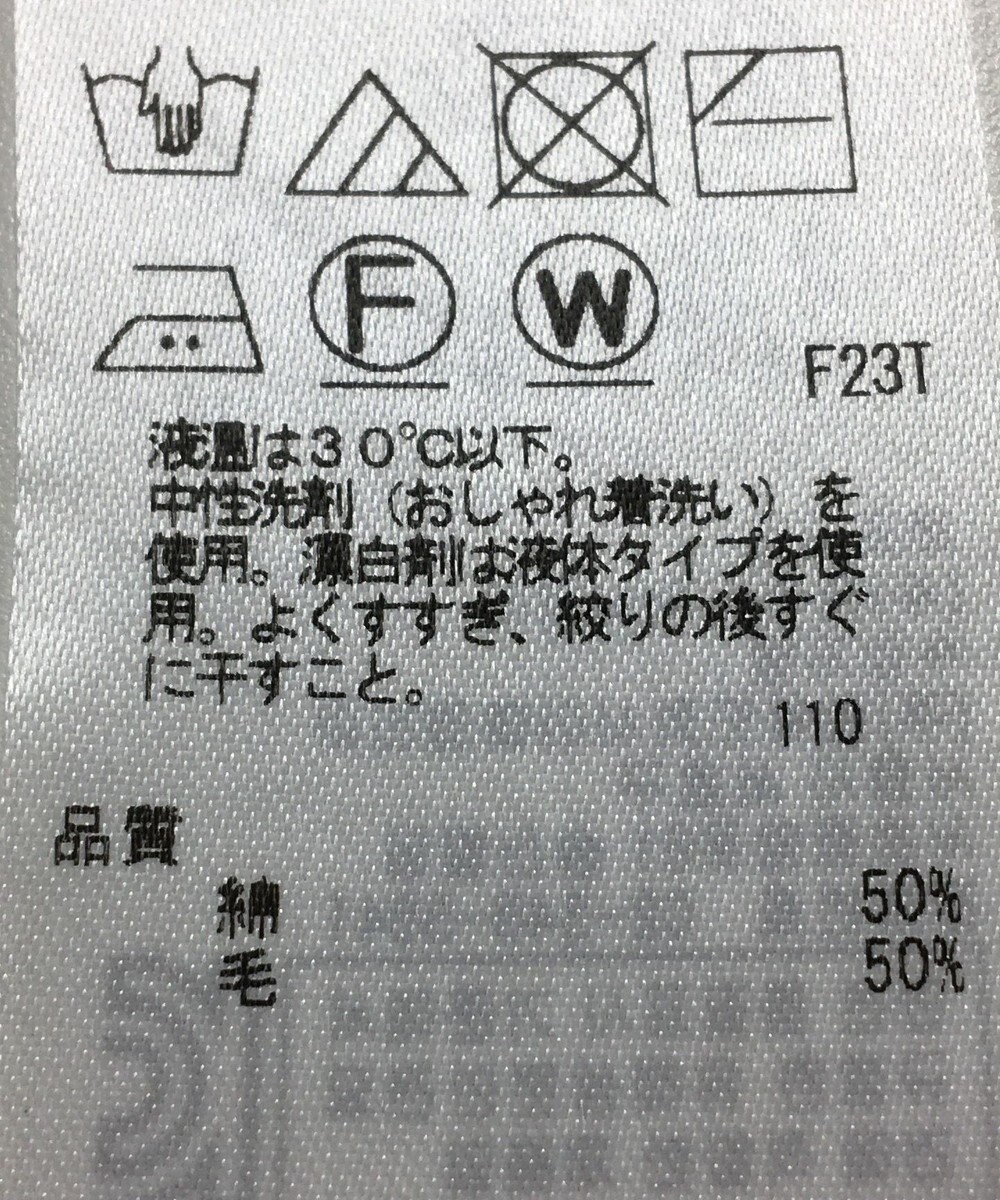 F W
F23T
液温は30℃以下。
中性洗剤（おしゃれ着洗い）を
使用。漂白剤は液体タイプを使
用。よくすすぎ、絞りの後すぐ
に干すこと。
110
品質
綿 50%
毛 50%